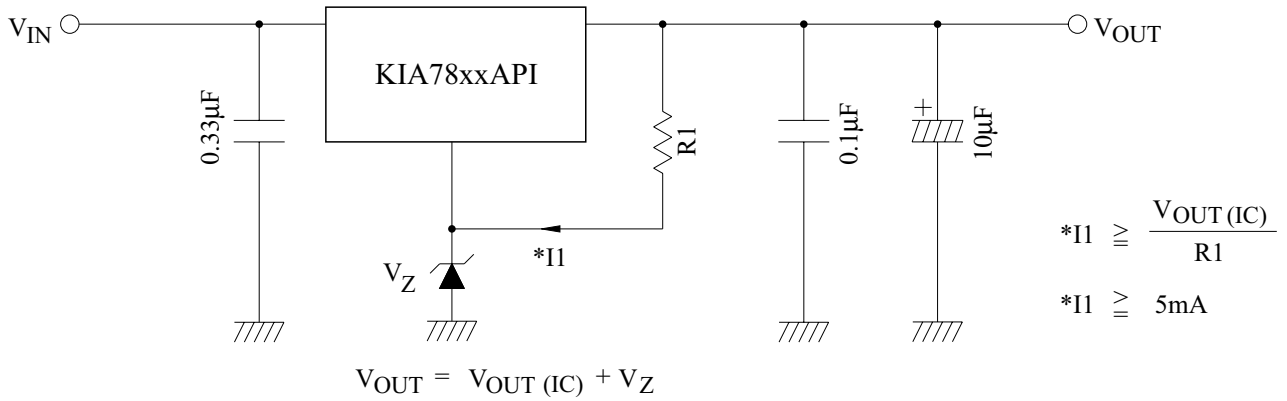 VIN
KIA78xxAPI
VOUT
0.33μF
R1
0.1μF
+
10μF
*I1
VZ
*I1 ≧ VOUT (IC)
R1
*I1 ≧ 5mA
VOUT = VOUT (IC) + VZ